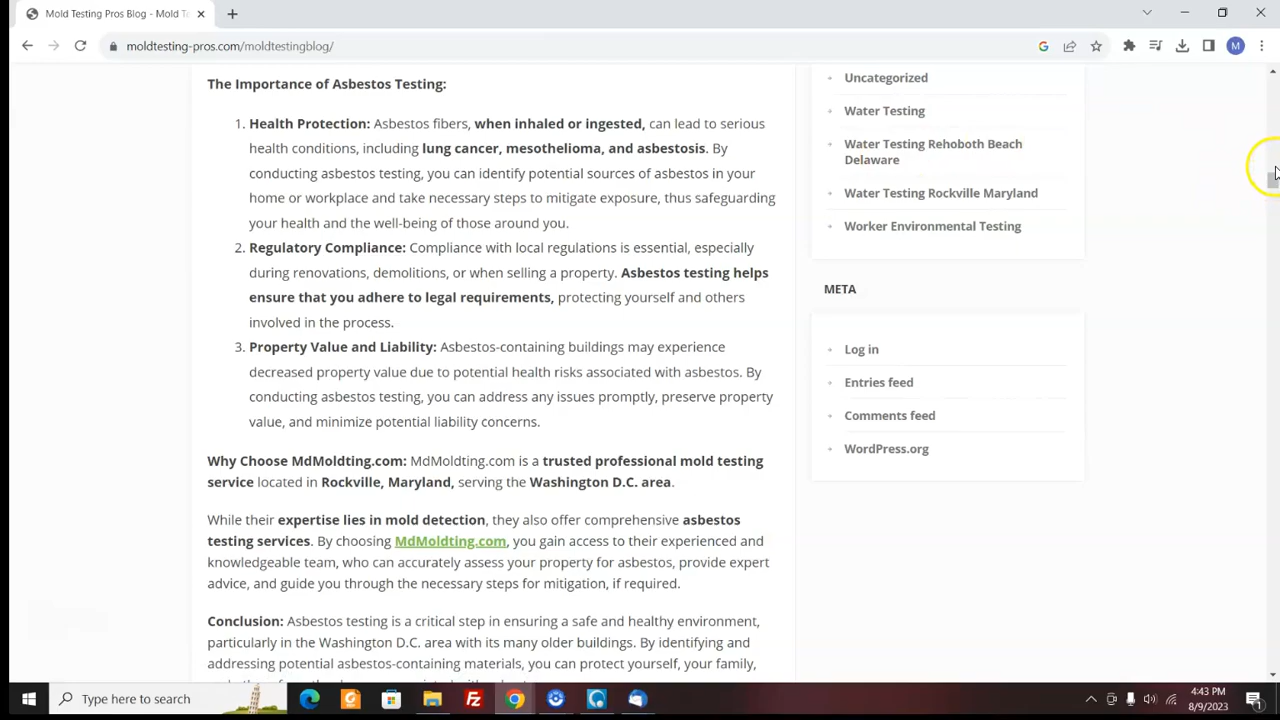 Mold Testing Pros Blog - Mold Te
moldtesting-pros.com/moldtestingblog/
M
The Importance of Asbestos Testing:
1. Health Protection: Asbestos fibers, when inhaled or ingested, can lead to serious
health conditions, including lung cancer, mesothelioma, and asbestosis. By
conducting asbestos testing, you can identify potential sources of asbestos in your
home or workplace and take necessary steps to mitigate exposure, thus safeguarding
your health and the well-being of those around you.
2. Regulatory Compliance: Compliance with local regulations is essential, especially
during renovations, demolitions, or when selling a property. Asbestos testing helps
ensure that you adhere to legal requirements, protecting yourself and others
involved in the process.
3. Property Value and Liability: Asbestos-containing buildings may experience
decreased property value due to potential health risks associated with asbestos. By
conducting asbestos testing, you can address any issues promptly, preserve property
value, and minimize potential liability concerns.
Why Choose MdMoldting.com: MdMoldting.com is a trusted professional mold testing
service located in Rockville, Maryland, serving the Washington D.C. area.
While their expertise lies in mold detection, they also offer comprehensive asbestos
testing services. By choosing MdMoldting.com, you gain access to their experienced and
knowledgeable team, who can accurately assess your property for asbestos, provide expert
advice, and guide you through the necessary steps for mitigation, if required.
Conclusion: Asbestos testing is a critical step in ensuring a safe and healthy environment,
particularly in the Washington D.C. area with its many older buildings. By identifying and
addressing potential asbestos-containing materials, you can protect yourself, your family,
Uncategorized
Water Testing
Water Testing Rehoboth Beach
Delaware
Water Testing Rockville Maryland
Worker Environmental Testing
META
Log in
Entries feed
Comments feed
WordPress.org
Type here to search
4:43 PM
8/9/2023
1